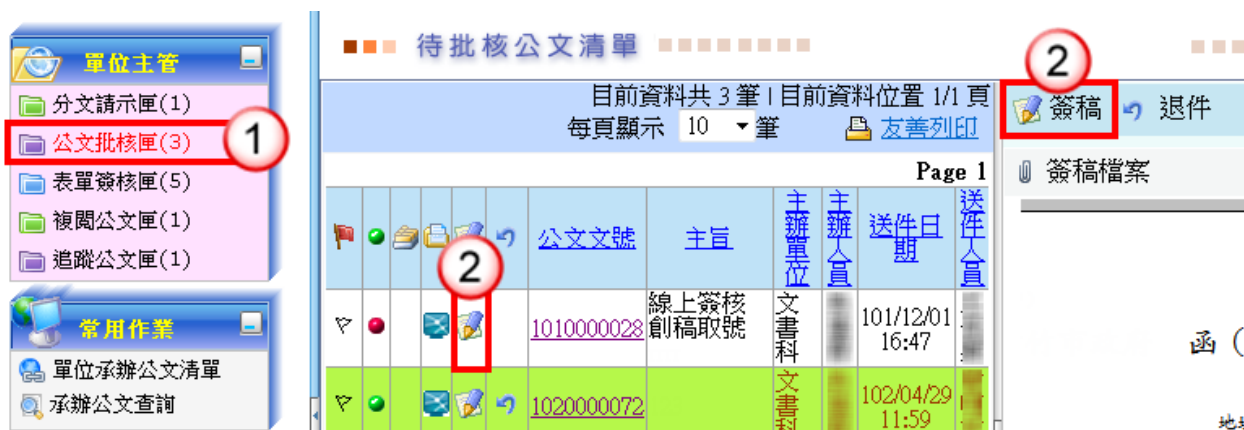 單位主管
分文請示匣(1)
公文批核匣(3)
1
表單簽核匣(5)
複閱公文匣(1)
追蹤公文匣(1)
常用作業
單位承辦公文清單
承辦公文查詢
待批核公文清單
目前資料共 3 筆 | 目前資料位置 1/1 頁
每頁顯示 10 筆 友善列印
Page 1
公文文號 主旨 主辦單位 主辦人員 送件日期 送件人員
2
1010000028 線上簽核創稿取號 文書科 101/12/01 16:47
1020000072 文書科 102/04/29 11:59
2
簽稿 退件
簽稿檔案
函 (